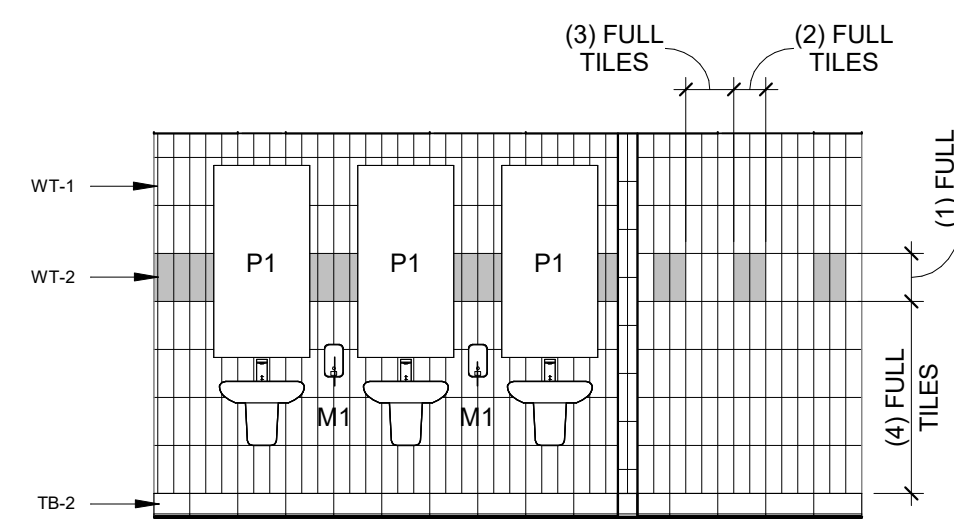 (3) FULL
TILES
(2) FULL
TILES
(1) FULL
WT-1
WT-2
P1
P1
P1
M1
M1
(4) FULL
TILES
TB-2